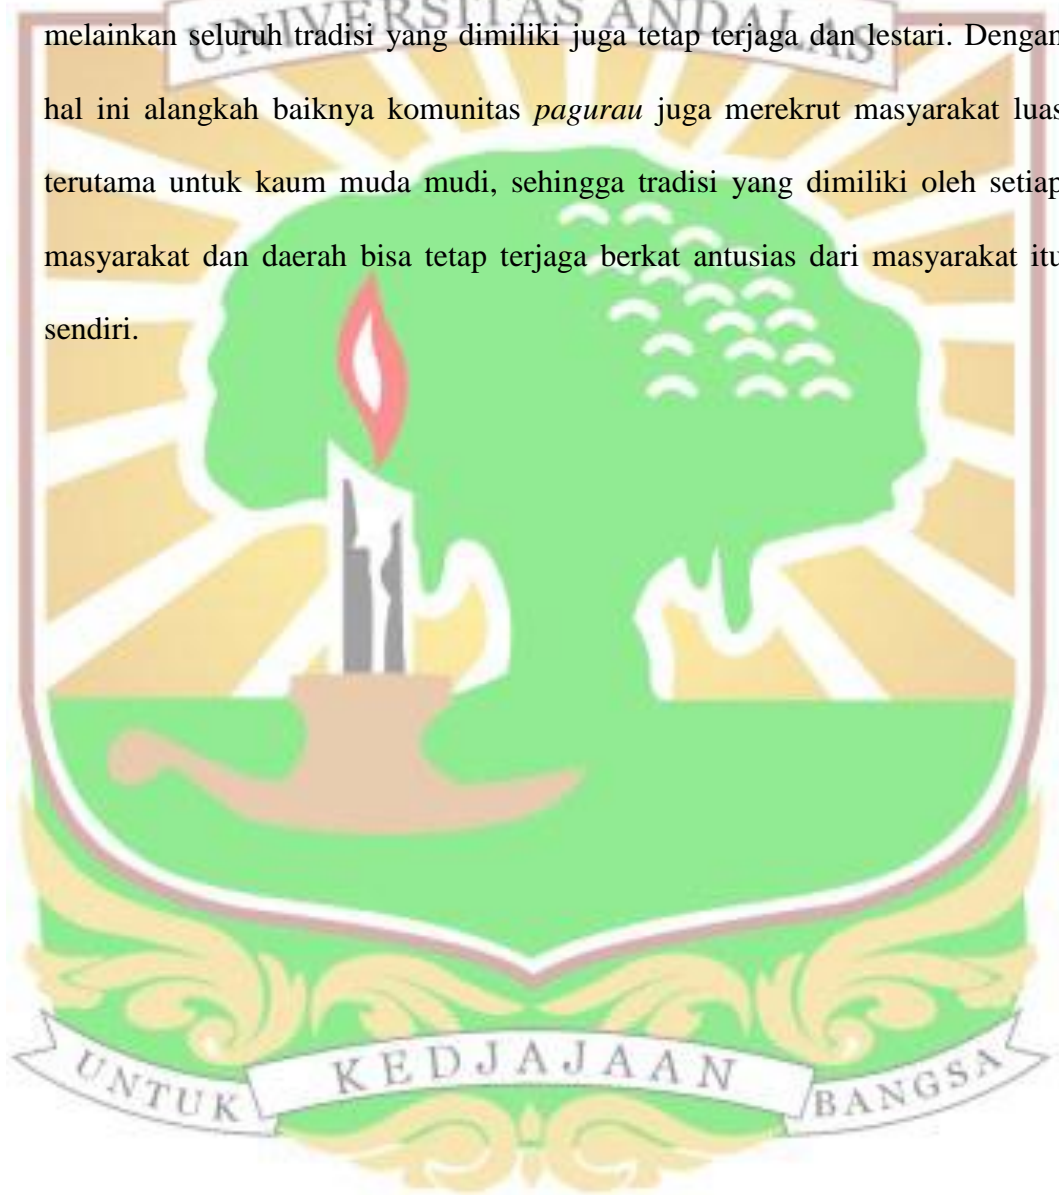 UNIVERSITAS ANDALAS
melainkan seluruh tradisi yang dimiliki juga tetap terjaga dan lestari. Dengan
hal ini alangkah baiknya komunitas pagurau juga merekrut masyarakat luas
terutama untuk kaum muda mudi, sehingga tradisi yang dimiliki oleh setiap
masyarakat dan daerah bisa tetap terjaga berkat antusias dari masyarakat itu
sendiri.
UNTUK KEDJAJAAN BANGSA